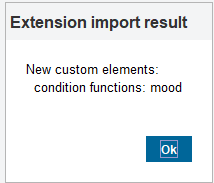 Extension import result
New custom elements:
condition functions: mood
Ok